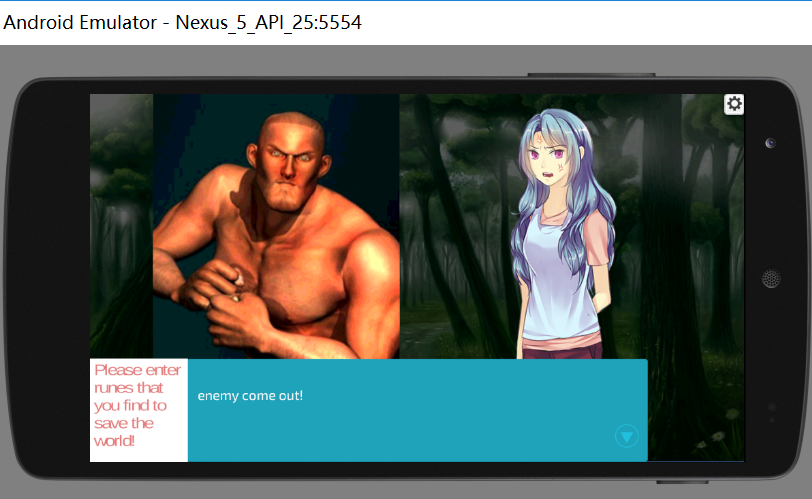 Android Emulator - Nexus_5_API_25:5554
Please enter
runes that
you find to
save the
world!
enemy come out!